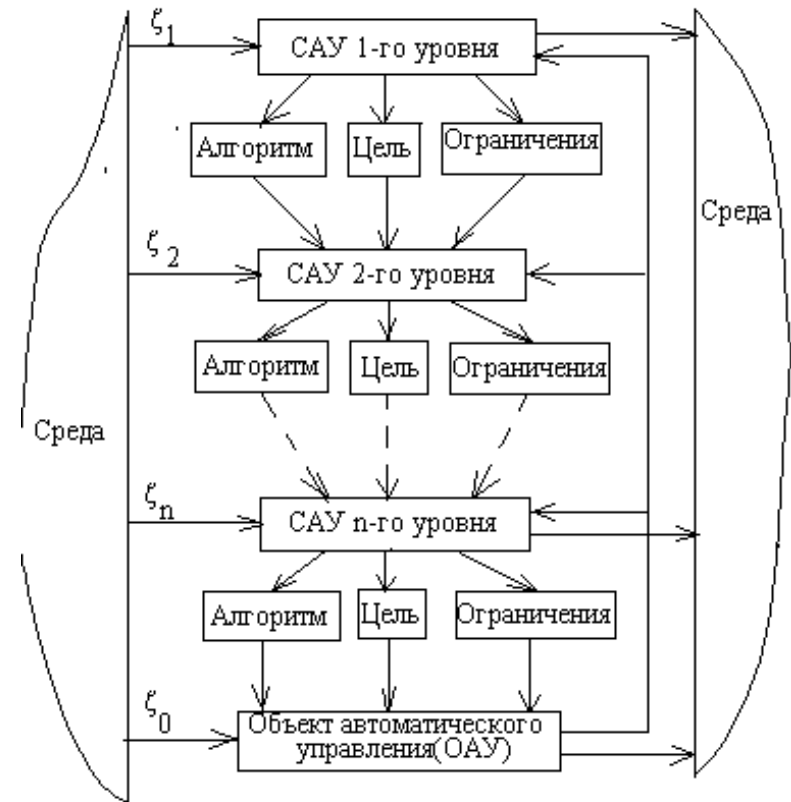 ζ1
САУ 1-го уровня
Алгоритм
Цель
Ограничения
Среда
ζ2
САУ 2-го уровня
Алгоритм
Цель
Ограничения
Среда
ζn
САУ n-го уровня
Алгоритм
Цель
Ограничения
ζ0
Объект автоматического
управления(ОАУ)